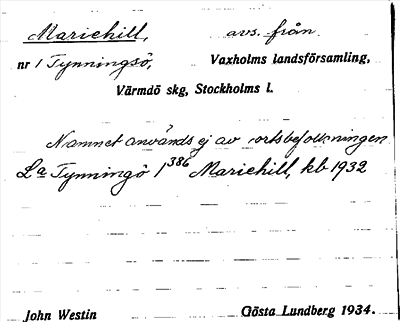 Mariehill, avs. från
nr 1 Tynningsö, Vaxholms landsförsamling,
Värmdö skg, Stockholms l.
Namnet används ej av ortsbefolkningen
La Tynningö 1³⁸⁶ Mariehill, kb 1932
John Westin Gösta Lundberg 1934.